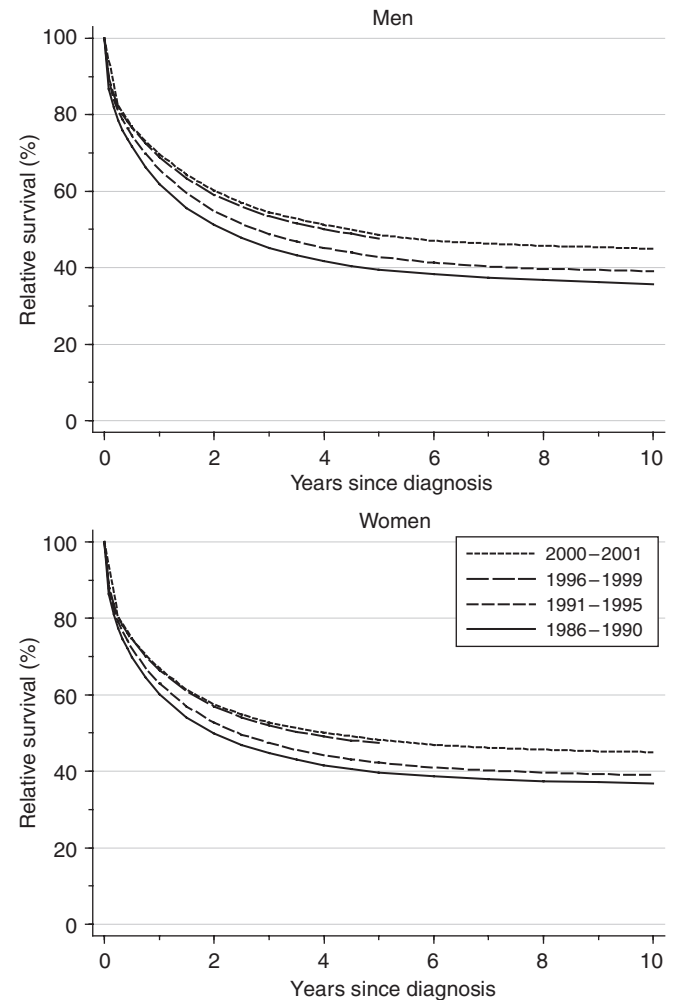 Men
100
80
60
40
20
0
Relative survival (%)
0 2 4 6 8 10
Years since diagnosis
Women
2000–2001
1996–1999
1991–1995
1986–1990
100
80
60
40
20
0
Relative survival (%)
0 2 4 6 8 10
Years since diagnosis